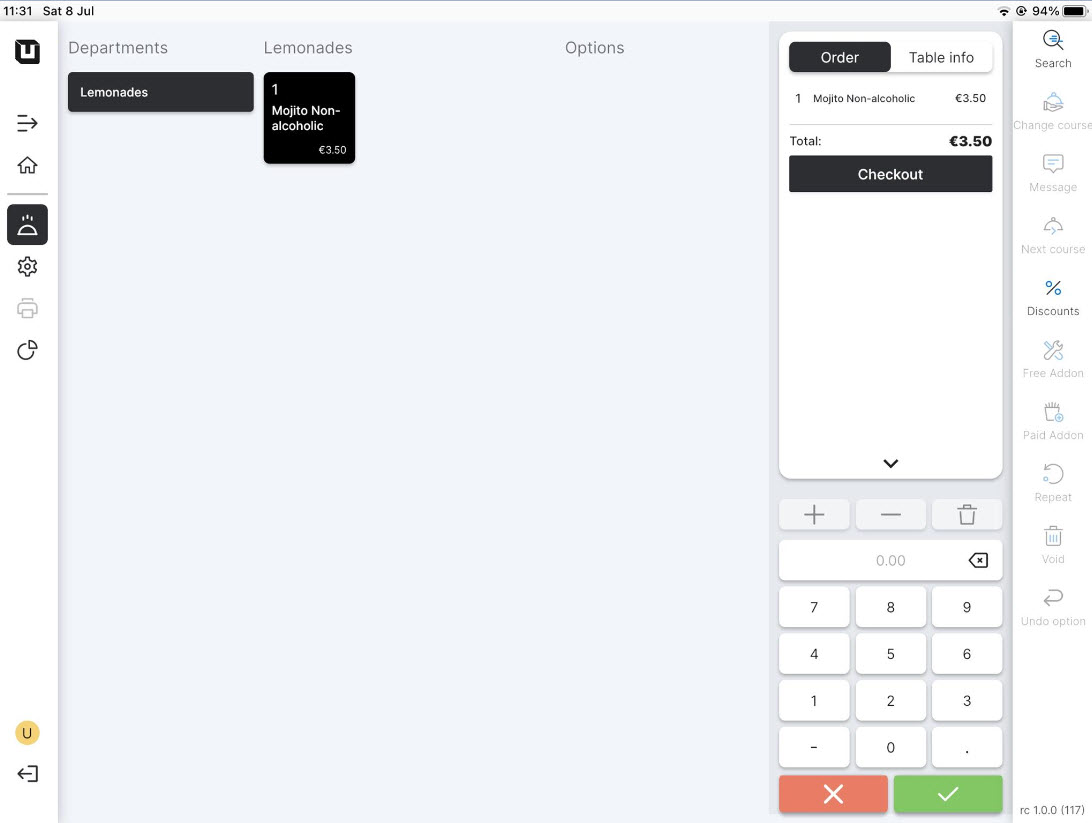 11:31 Sat 8 Jul 94%
Departments
Lemonades
Options
Lemonades
1
Mojito Non-
alcoholic
€3.50
Order Table info
1 Mojito Non-alcoholic €3.50
Total: €3.50
Checkout
0.00
7 8 9
4 5 6
1 2 3
- 0 .
Search
Change course
Message
Next course
Discounts
Free Addon
Paid Addon
Repeat
Void
Undo option
U
rc 1.0.0 (117)